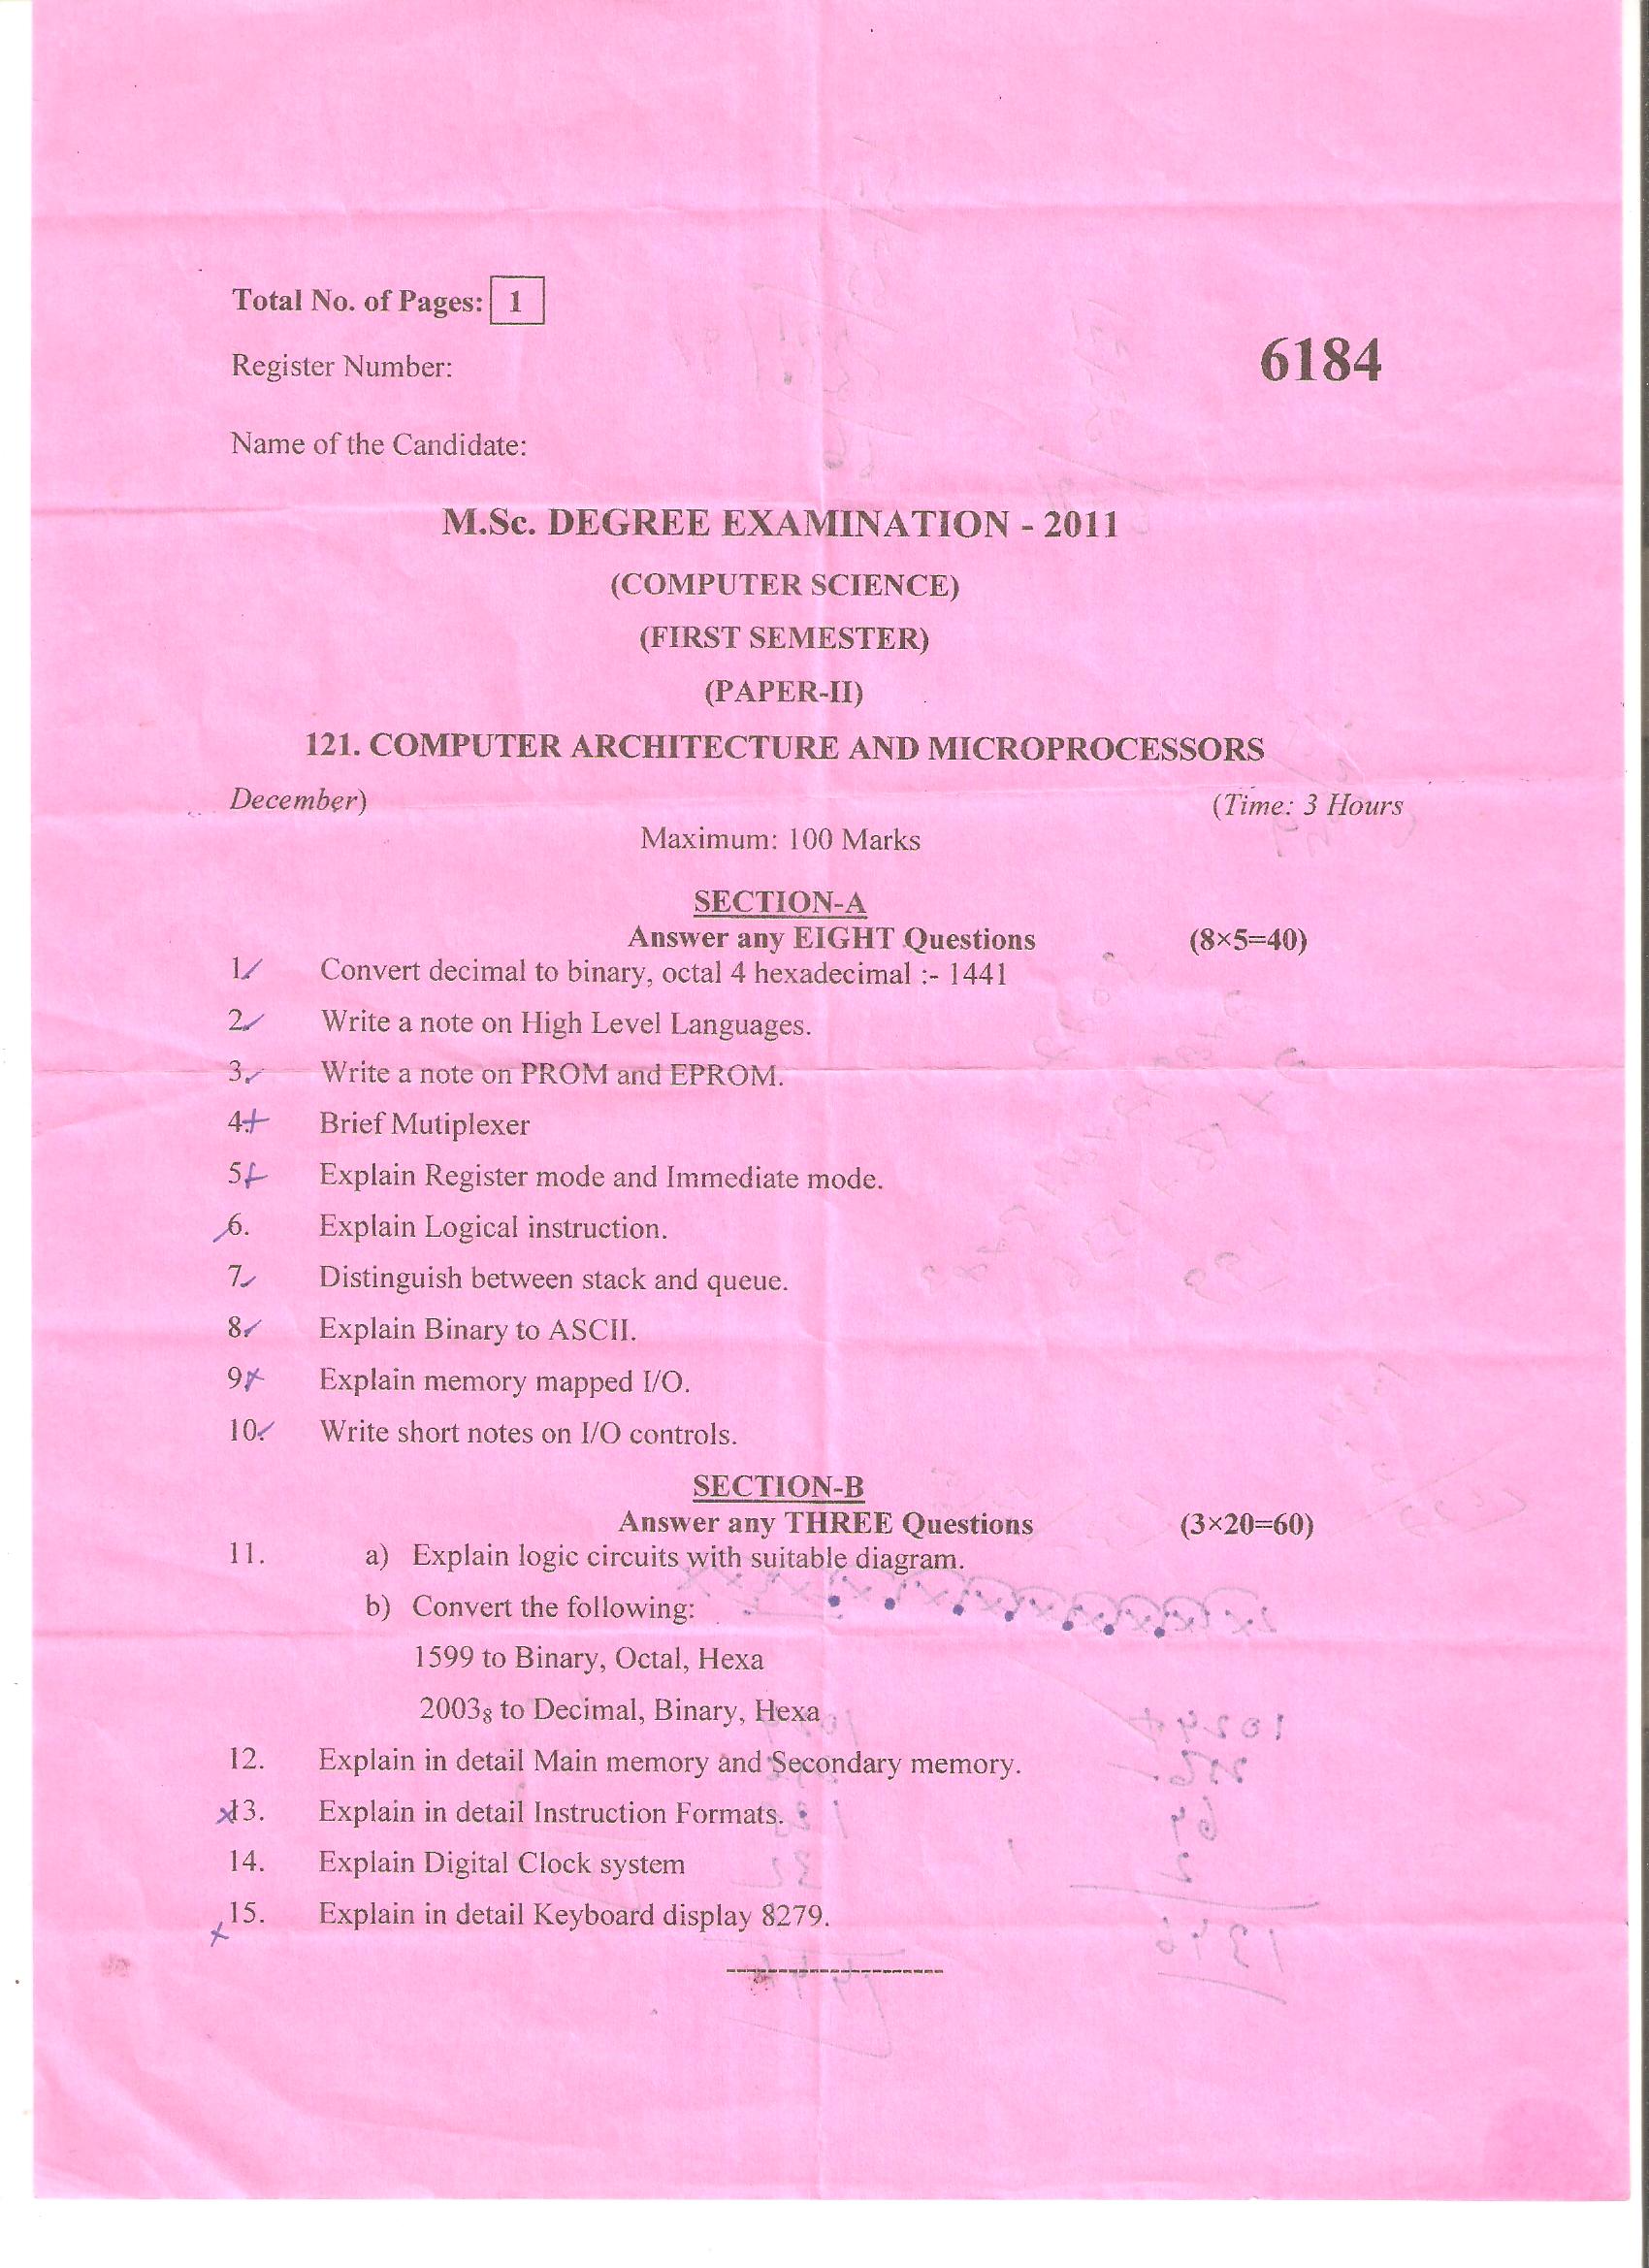 Total No. of Pages: 1
Register Number:
6184
Name of the Candidate:
M.Sc. DEGREE EXAMINATION - 2011
(COMPUTER SCIENCE)
(FIRST SEMESTER)
(PAPER-II)
121. COMPUTER ARCHITECTURE AND MICROPROCESSORS
December) (Time: 3 Hours
Maximum: 100 Marks
SECTION-A
Answer any EIGHT Questions (8×5=40)
1. Convert decimal to binary, octal 4 hexadecimal :- 1441
2. Write a note on High Level Languages.
3. Write a note on PROM and EPROM.
4. Brief Mutiplexer
5. Explain Register mode and Immediate mode.
6. Explain Logical instruction.
7. Distinguish between stack and queue.
8. Explain Binary to ASCII.
9. Explain memory mapped I/O.
10. Write short notes on I/O controls.
SECTION-B
Answer any THREE Questions (3×20=60)
11. a) Explain logic circuits with suitable diagram.
b) Convert the following:
1599 to Binary, Octal, Hexa
2003₈ to Decimal, Binary, Hexa
12. Explain in detail Main memory and Secondary memory.
13. Explain in detail Instruction Formats.
14. Explain Digital Clock system
15. Explain in detail Keyboard display 8279.